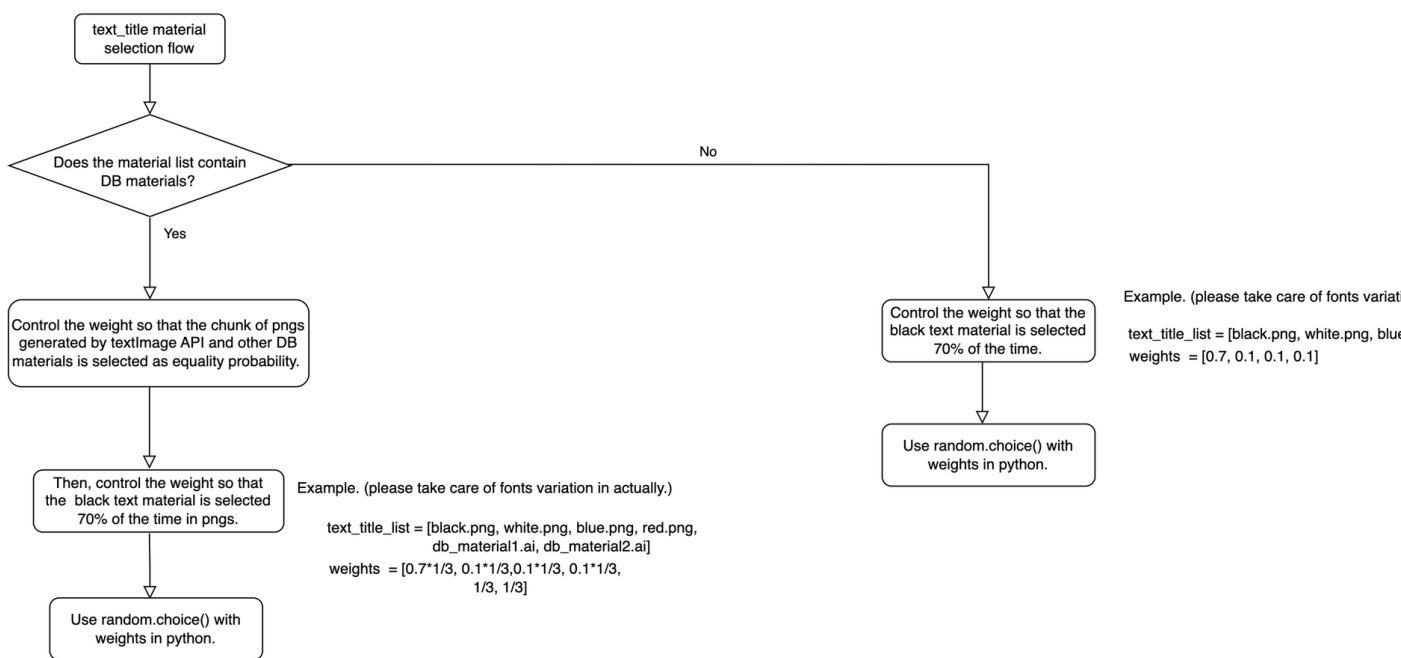 text_title material
selection flow
Does the material list contain
DB materials?
No
Yes
Control the weight so that the chunk of pngs
generated by textImage API and other DB
materials is selected as equality probability.
Control the weight so that the
black text material is selected
70% of the time.
Example. (please take care of fonts
text_title_list = [black.png, white.png,
weights = [0.7, 0.1, 0.1, 0.1]
Use random.choice() with
weights in python.
Then, control the weight so that
the black text material is selected
70% of the time in pngs.
Example. (please take care of fonts variation in actually.)
text_title_list = [black.png, white.png, blue.png, red.png,
db_material1.ai, db_material2.ai]
weights = [0.7*1/3, 0.1*1/3,0.1*1/3, 0.1*1/3,
1/3, 1/3]
Use random.choice() with
weights in python.